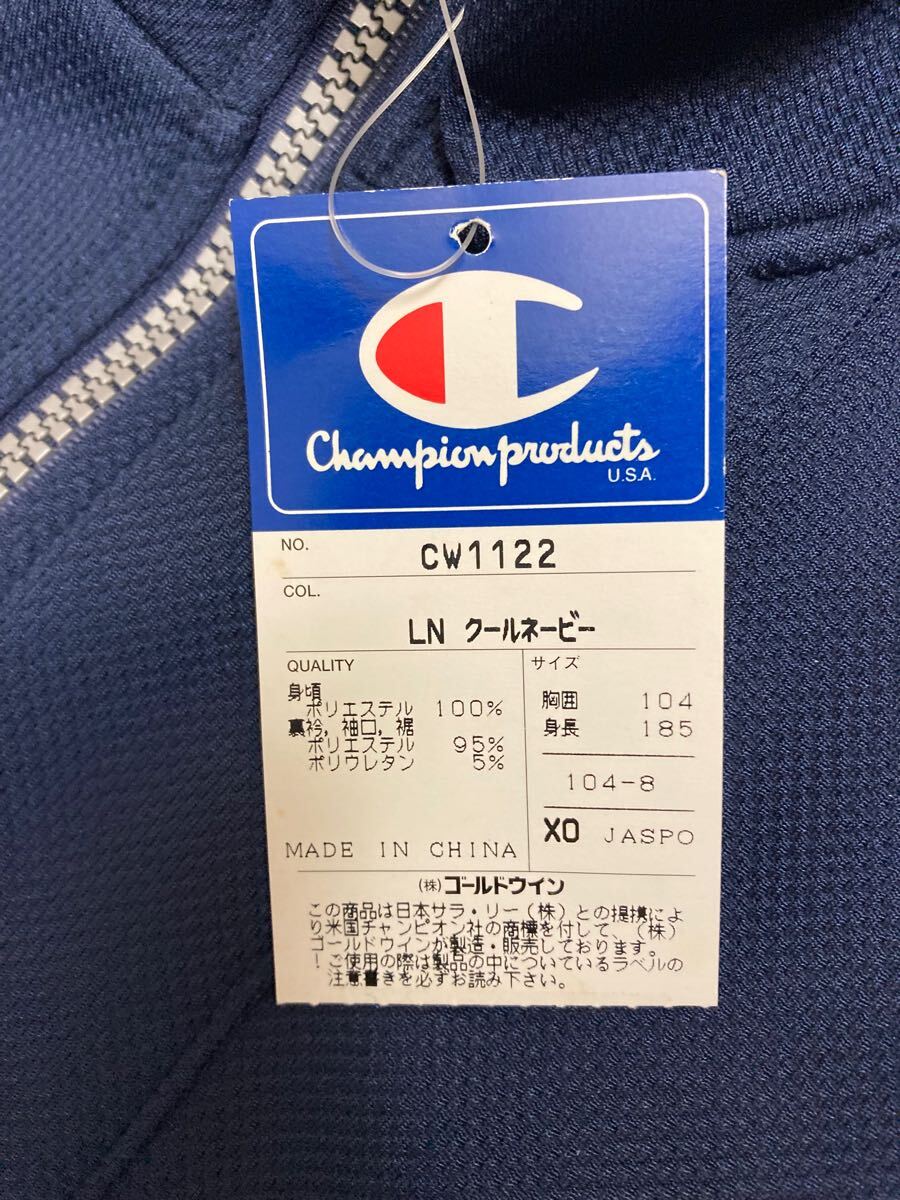 Champion products
U.S.A.
NO. CW1122
COL.
LN クールネービー
QUALITY
身頃
ポリエステル 100%
裏衿,袖口,裾
ポリエステル 95%
ポリウレタン 5%
MADE IN CHINA
サイズ
胸囲 104
身長 185
104-8
XO JASPO
(株)ゴールドウイン
この商品は日本サラ・リー(株)との提携によ
り米国チャンピオン社の商標を付して、(株)
ゴールドウインが製造・販売しております。
!ご使用の際は製品の中についているラベルの
注意書きを必ずお読み下さい。